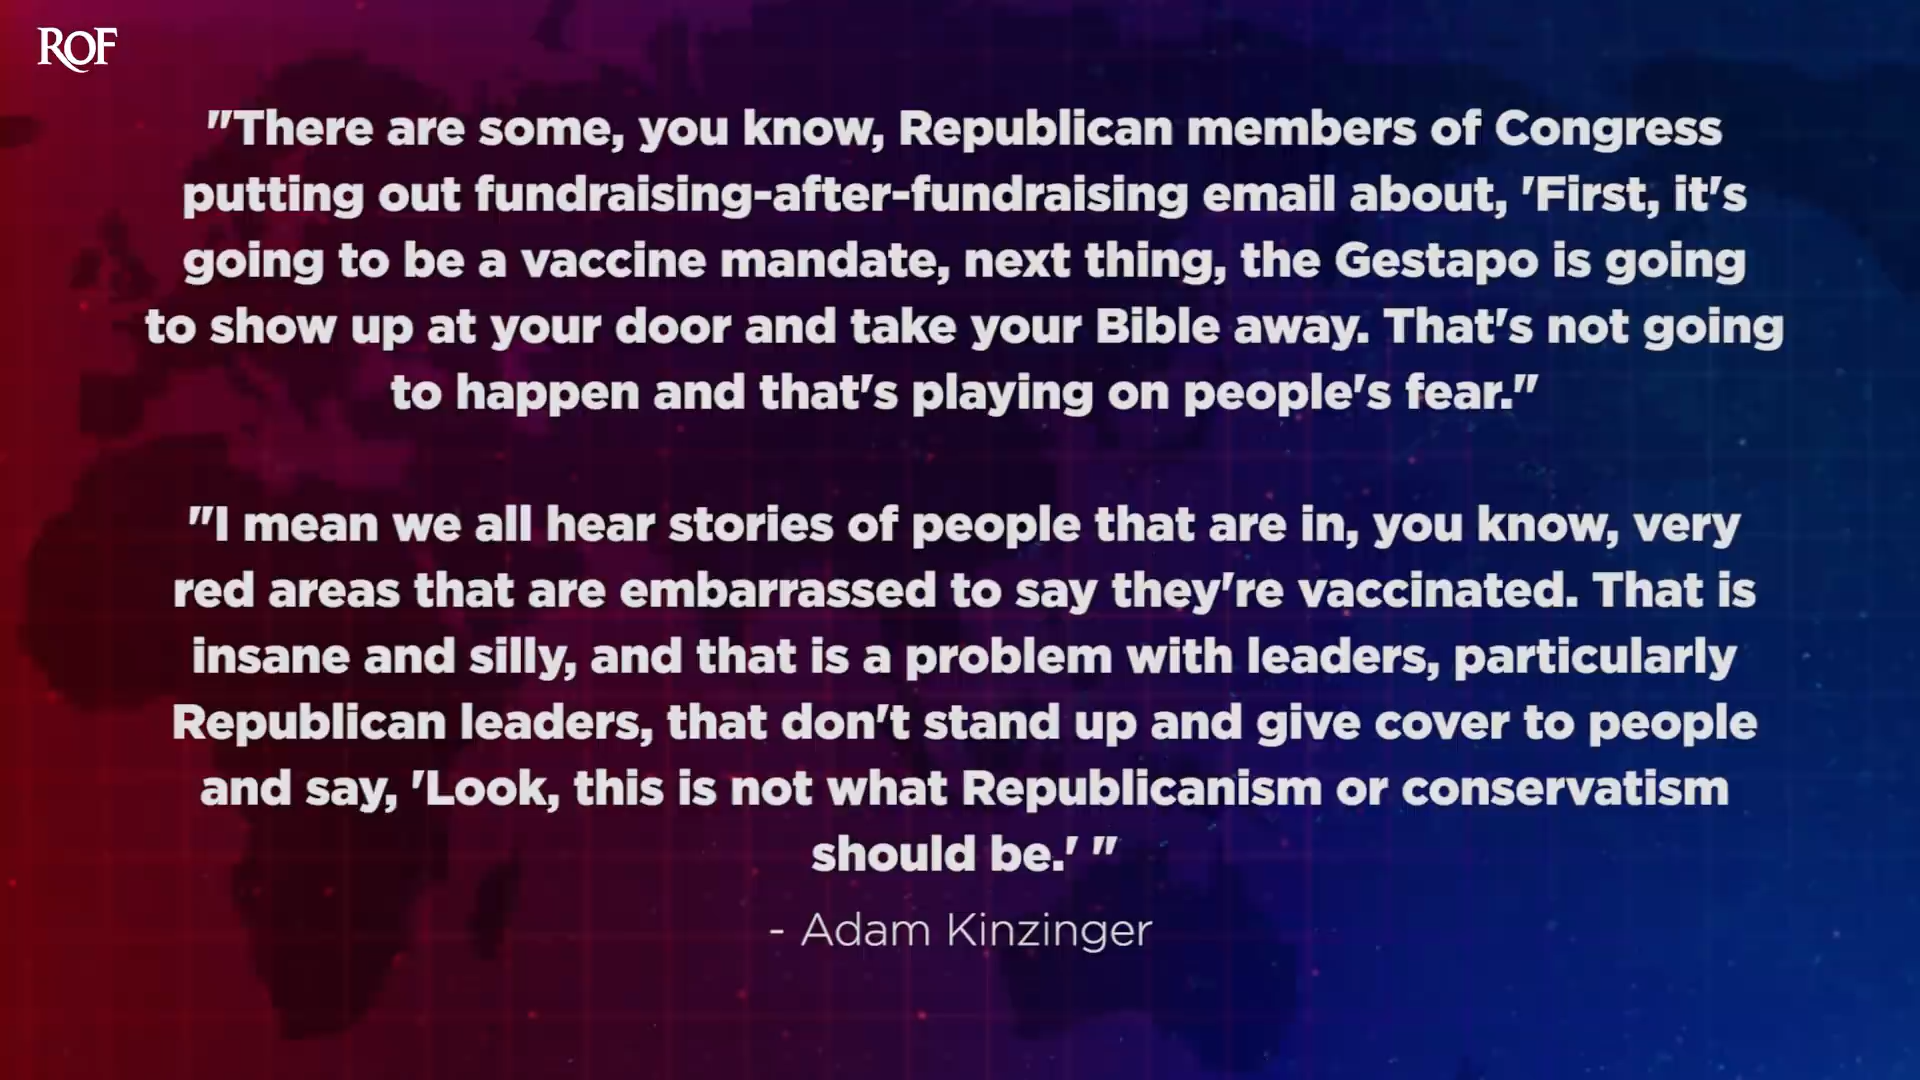 ROF
"There are some, you know, Republican members of Congress
putting out fundraising-after-fundraising email about, 'First, it's
going to be a vaccine mandate, next thing, the Gestapo is going
to show up at your door and take your Bible away. That's not going
to happen and that's playing on people's fear."
"I mean we all hear stories of people that are in, you know, very
red areas that are embarrassed to say they're vaccinated. That is
insane and silly, and that is a problem with leaders, particularly
Republican leaders, that don't stand up and give cover to people
and say, 'Look, this is not what Republicanism or conservatism
should be.' "
- Adam Kinzinger